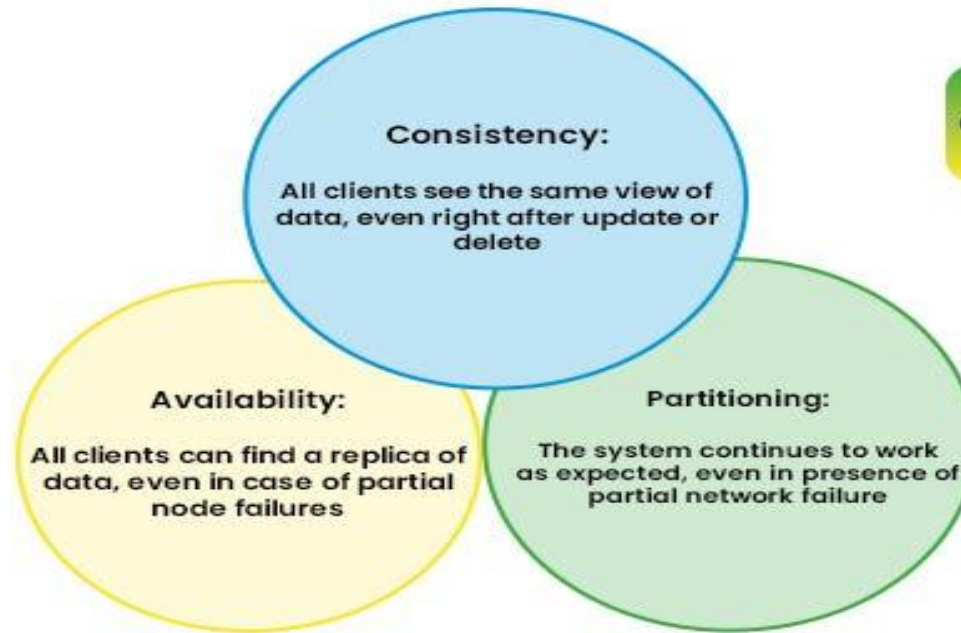 Consistency:
All clients see the same view of
data, even right after update or
delete
Availability:
All clients can find a replica of
data, even in case of partial
node failures
Partitioning:
The system continues to work
as expected, even in presence of
partial network failure